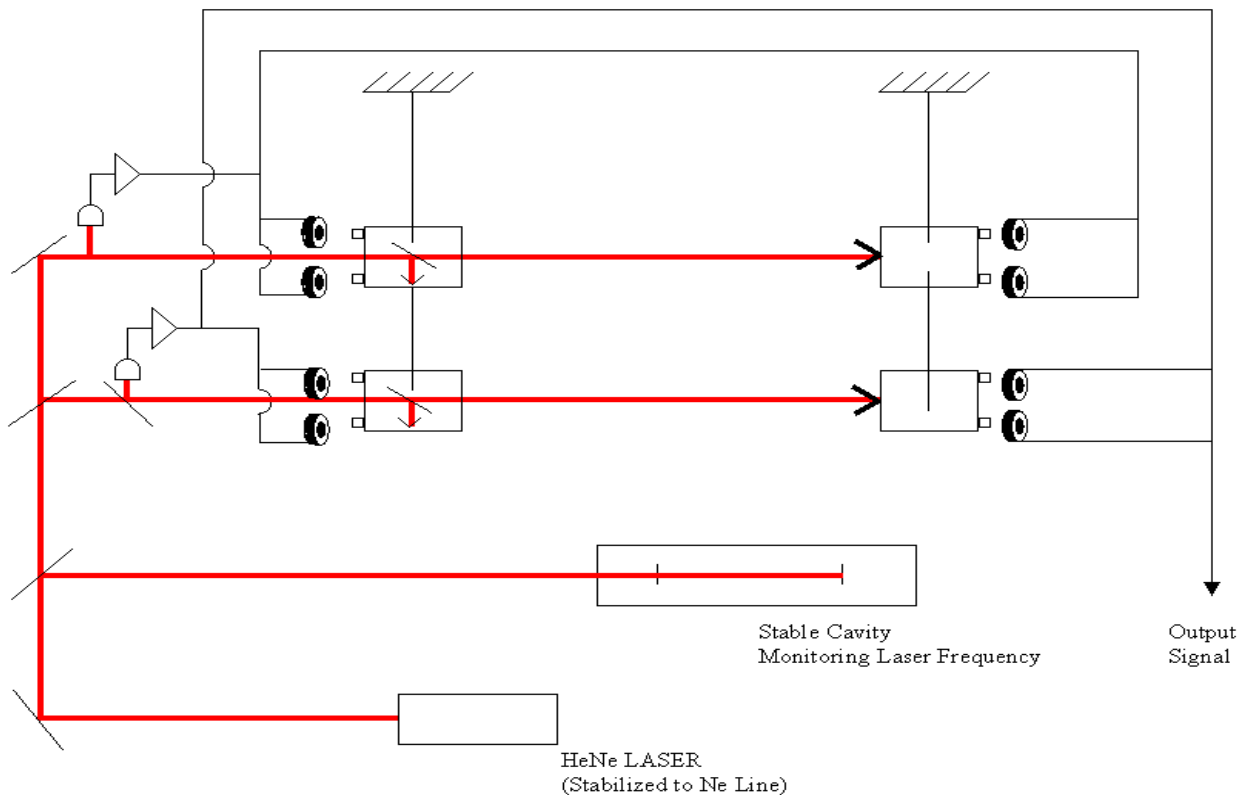 Stable Cavity
Monitoring Laser Frequency
Output
Signal
HeNe LASER
(Stabilized to Ne Line)